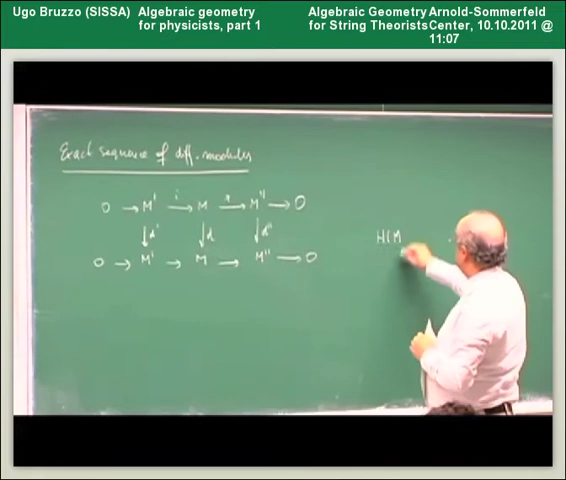 Ugo Bruzzo (SISSA) Algebraic geometry for physicists, part 1
Algebraic Geometry for String Theorists
Arnold-Sommerfeld Center, 10.10.2011 @ 11:07
Exact sequence of diff. modules
0 → M' →i M → M'' → 0
↓d' ↓d ↓d''
0 → M' → M → M'' → 0
H(M